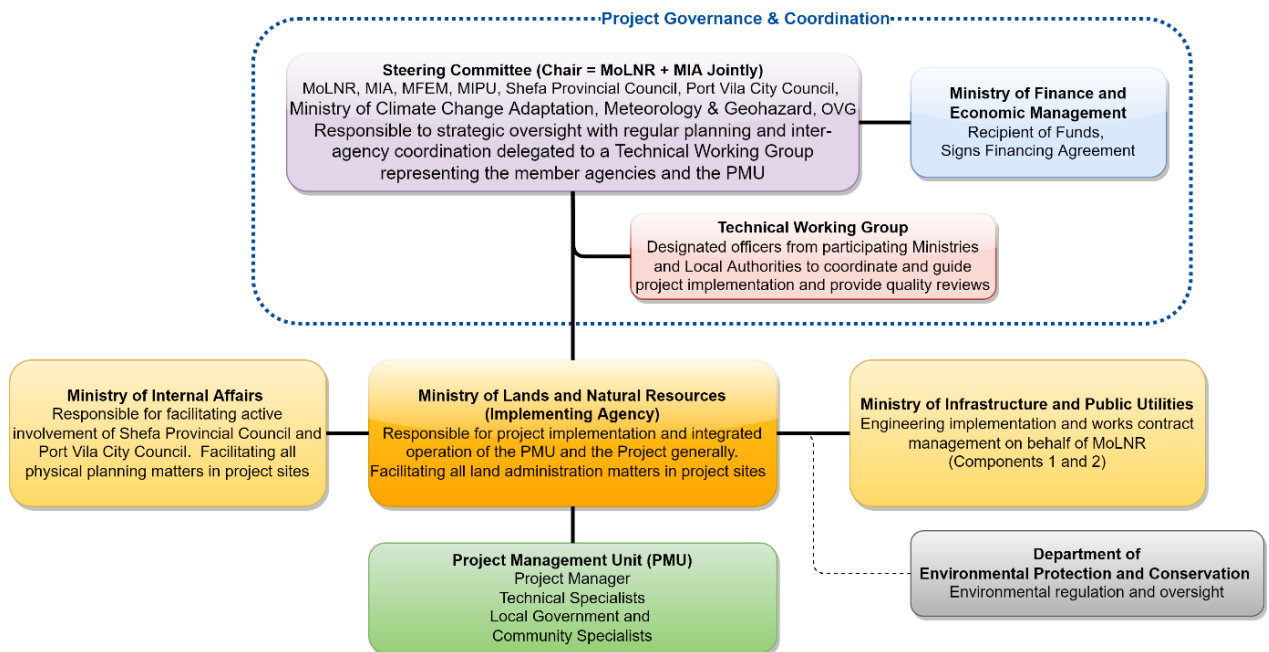 Project Governance & Coordination
Steering Committee (Chair = MoLNR + MIA Jointly)
MoLNR, MIA, MFEM, MIPU, Shefa Provincial Council, Port Vila City Council,
Ministry of Climate Change Adaptation, Meteorology & Geohazard, OVG
Responsible to strategic oversight with regular planning and inter-
agency coordination delegated to a Technical Working Group
representing the member agencies and the PMU
Ministry of Finance and
Economic Management
Recipient of Funds,
Signs Financing Agreement
Technical Working Group
Designated officers from participating Ministries
and Local Authorities to coordinate and guide
project implementation and provide quality reviews
Ministry of Internal Affairs
Responsible for facilitating active
involvement of Shefa Provincial Council and
Port Vila City Council. Facilitating all
physical planning matters in project sites
Ministry of Lands and Natural Resources
(Implementing Agency)
Responsible for project implementation and integrated
operation of the PMU and the Project generally.
Facilitating all land administration matters in project sites
Ministry of Infrastructure and Public Utilities
Engineering implementation and works contract
management on behalf of MoLNR
(Components 1 and 2)
Project Management Unit (PMU)
Project Manager
Technical Specialists
Local Government and
Community Specialists
Department of
Environmental Protection and Conservation
Environmental regulation and oversight